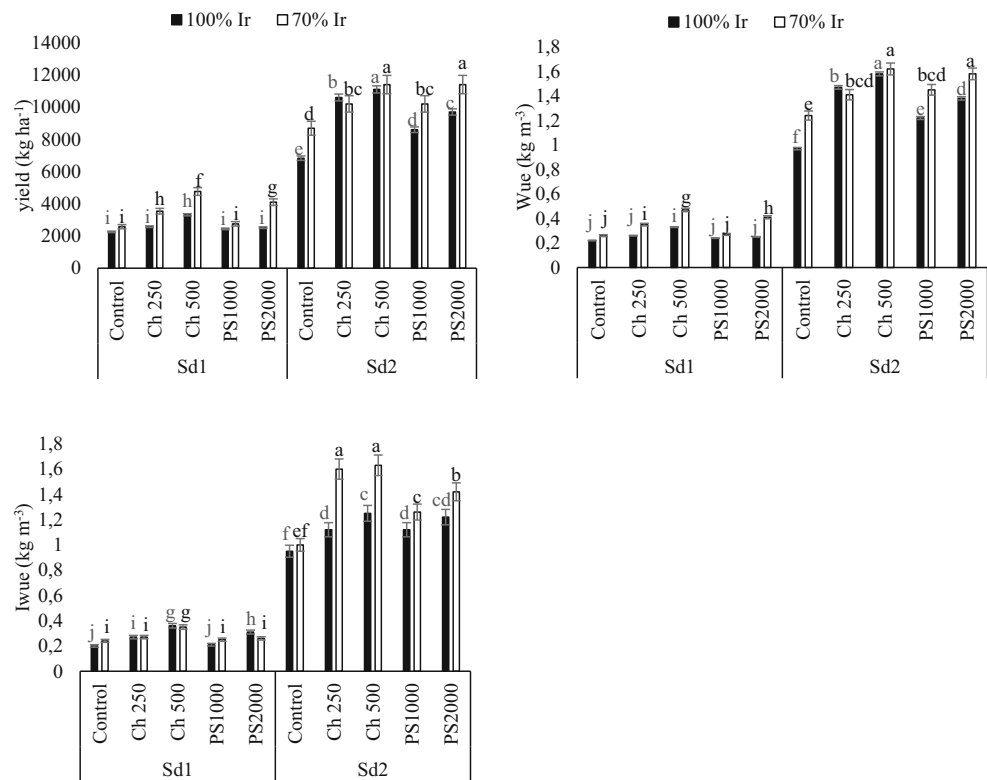 ■ 100% Ir □ 70% Ir
yield (kg ha-1)
14000
12000
10000
8000
6000
4000
2000
0
i i i h h f i i i g e d b bc a a d bc c a
Control Ch 250 Ch 500 PS1000 PS2000 Control Ch 250 Ch 500 PS1000 PS2000
Sd1 Sd2
■ 100% Ir □ 70% Ir
Wue (kg m-3)
1,8
1,6
1,4
1,2
1
0,8
0,6
0,4
0,2
0
j j j i i g j j j h f e b bcd a a e bcd d a
Control Ch 250 Ch 500 PS1000 PS2000 Control Ch 250 Ch 500 PS1000 PS2000
Sd1 Sd2
Iwue (kg m-3)
1,8
1,6
1,4
1,2
1
0,8
0,6
0,4
0,2
0
j i i i g g j i h i f ef d a c a d c cd b
Control Ch 250 Ch 500 PS1000 PS2000 Control Ch 250 Ch 500 PS1000 PS2000
Sd1 Sd2